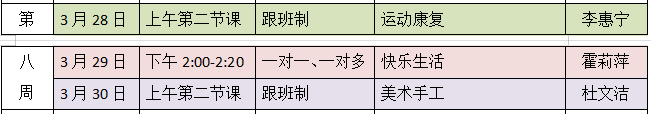 第 3月28日 上午第二节课 跟班制 运动康复 李惠宁
八 3月29日 下午2:00-2:20 一对一、一对多 快乐生活 霍莉萍
周 3月30日 上午第二节课 跟班制 美术手工 杜文洁